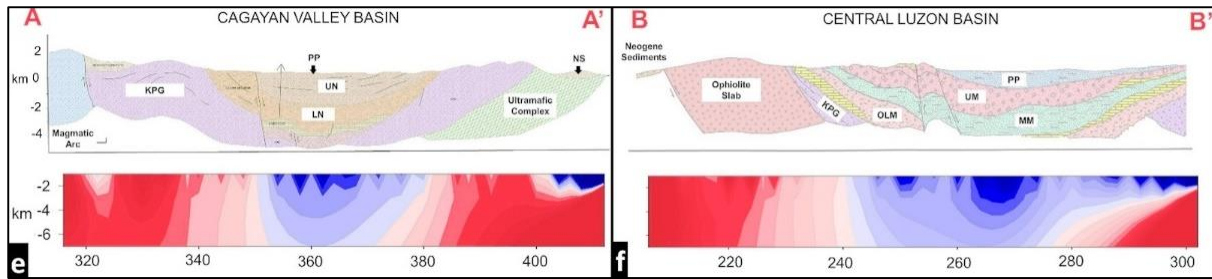 A CAGAYAN VALLEY BASIN A'
PP NS
2
km 0
-2
-4
KPG UN LN Ultramafic Complex
Magmatic Arc
-2
km -4
-6
e 320 340 360 380 400
B CENTRAL LUZON BASIN B'
Neogene Sediments
Ophiolite Slab KPG OLM UM PP MM
f 220 240 260 280 300